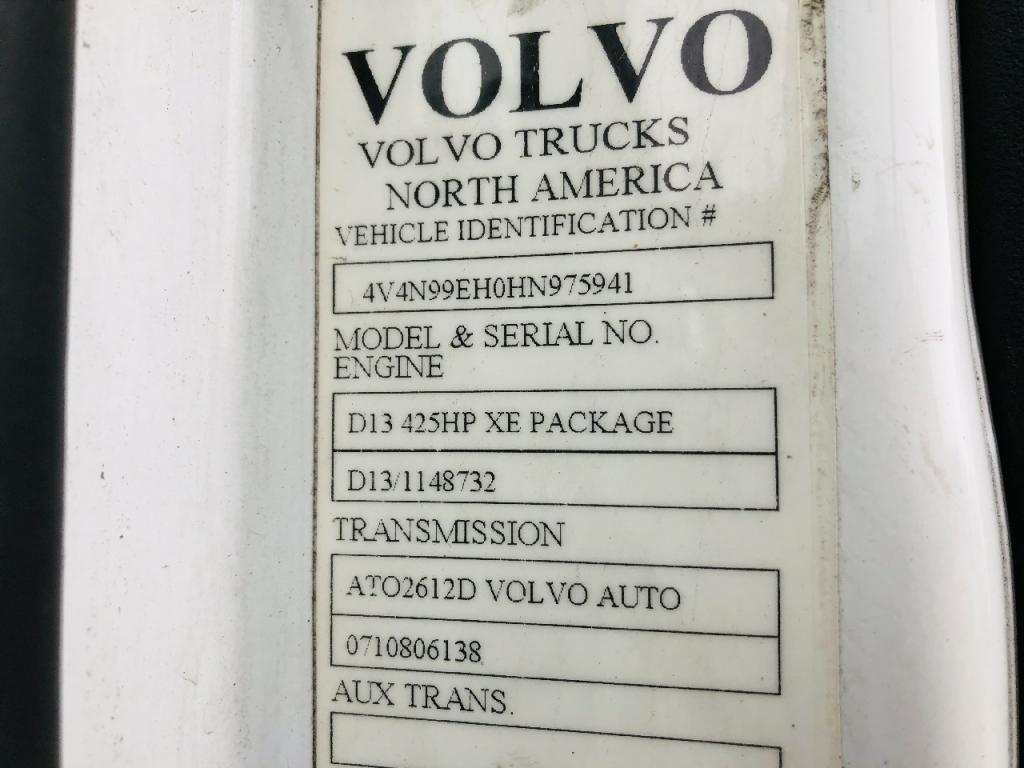 VOLVO
VOLVO TRUCKS
NORTH AMERICA
VEHICLE IDENTIFICATION #
4V4N99EH0HN975941
MODEL & SERIAL NO.
ENGINE
D13 425HP XE PACKAGE
D13/1148732
TRANSMISSION
ATO2612D VOLVO AUTO
0710806138
AUX TRANS.